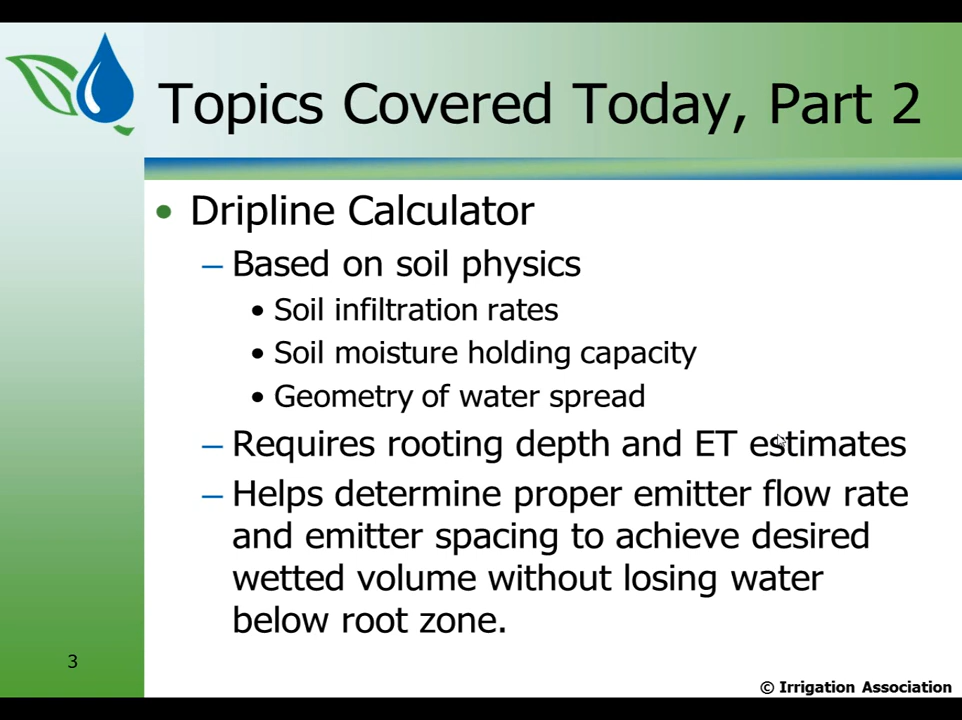 Topics Covered Today, Part 2
• Dripline Calculator
– Based on soil physics
• Soil infiltration rates
• Soil moisture holding capacity
• Geometry of water spread
– Requires rooting depth and ET estimates
– Helps determine proper emitter flow rate
and emitter spacing to achieve desired
wetted volume without losing water
below root zone.
3
© Irrigation Association